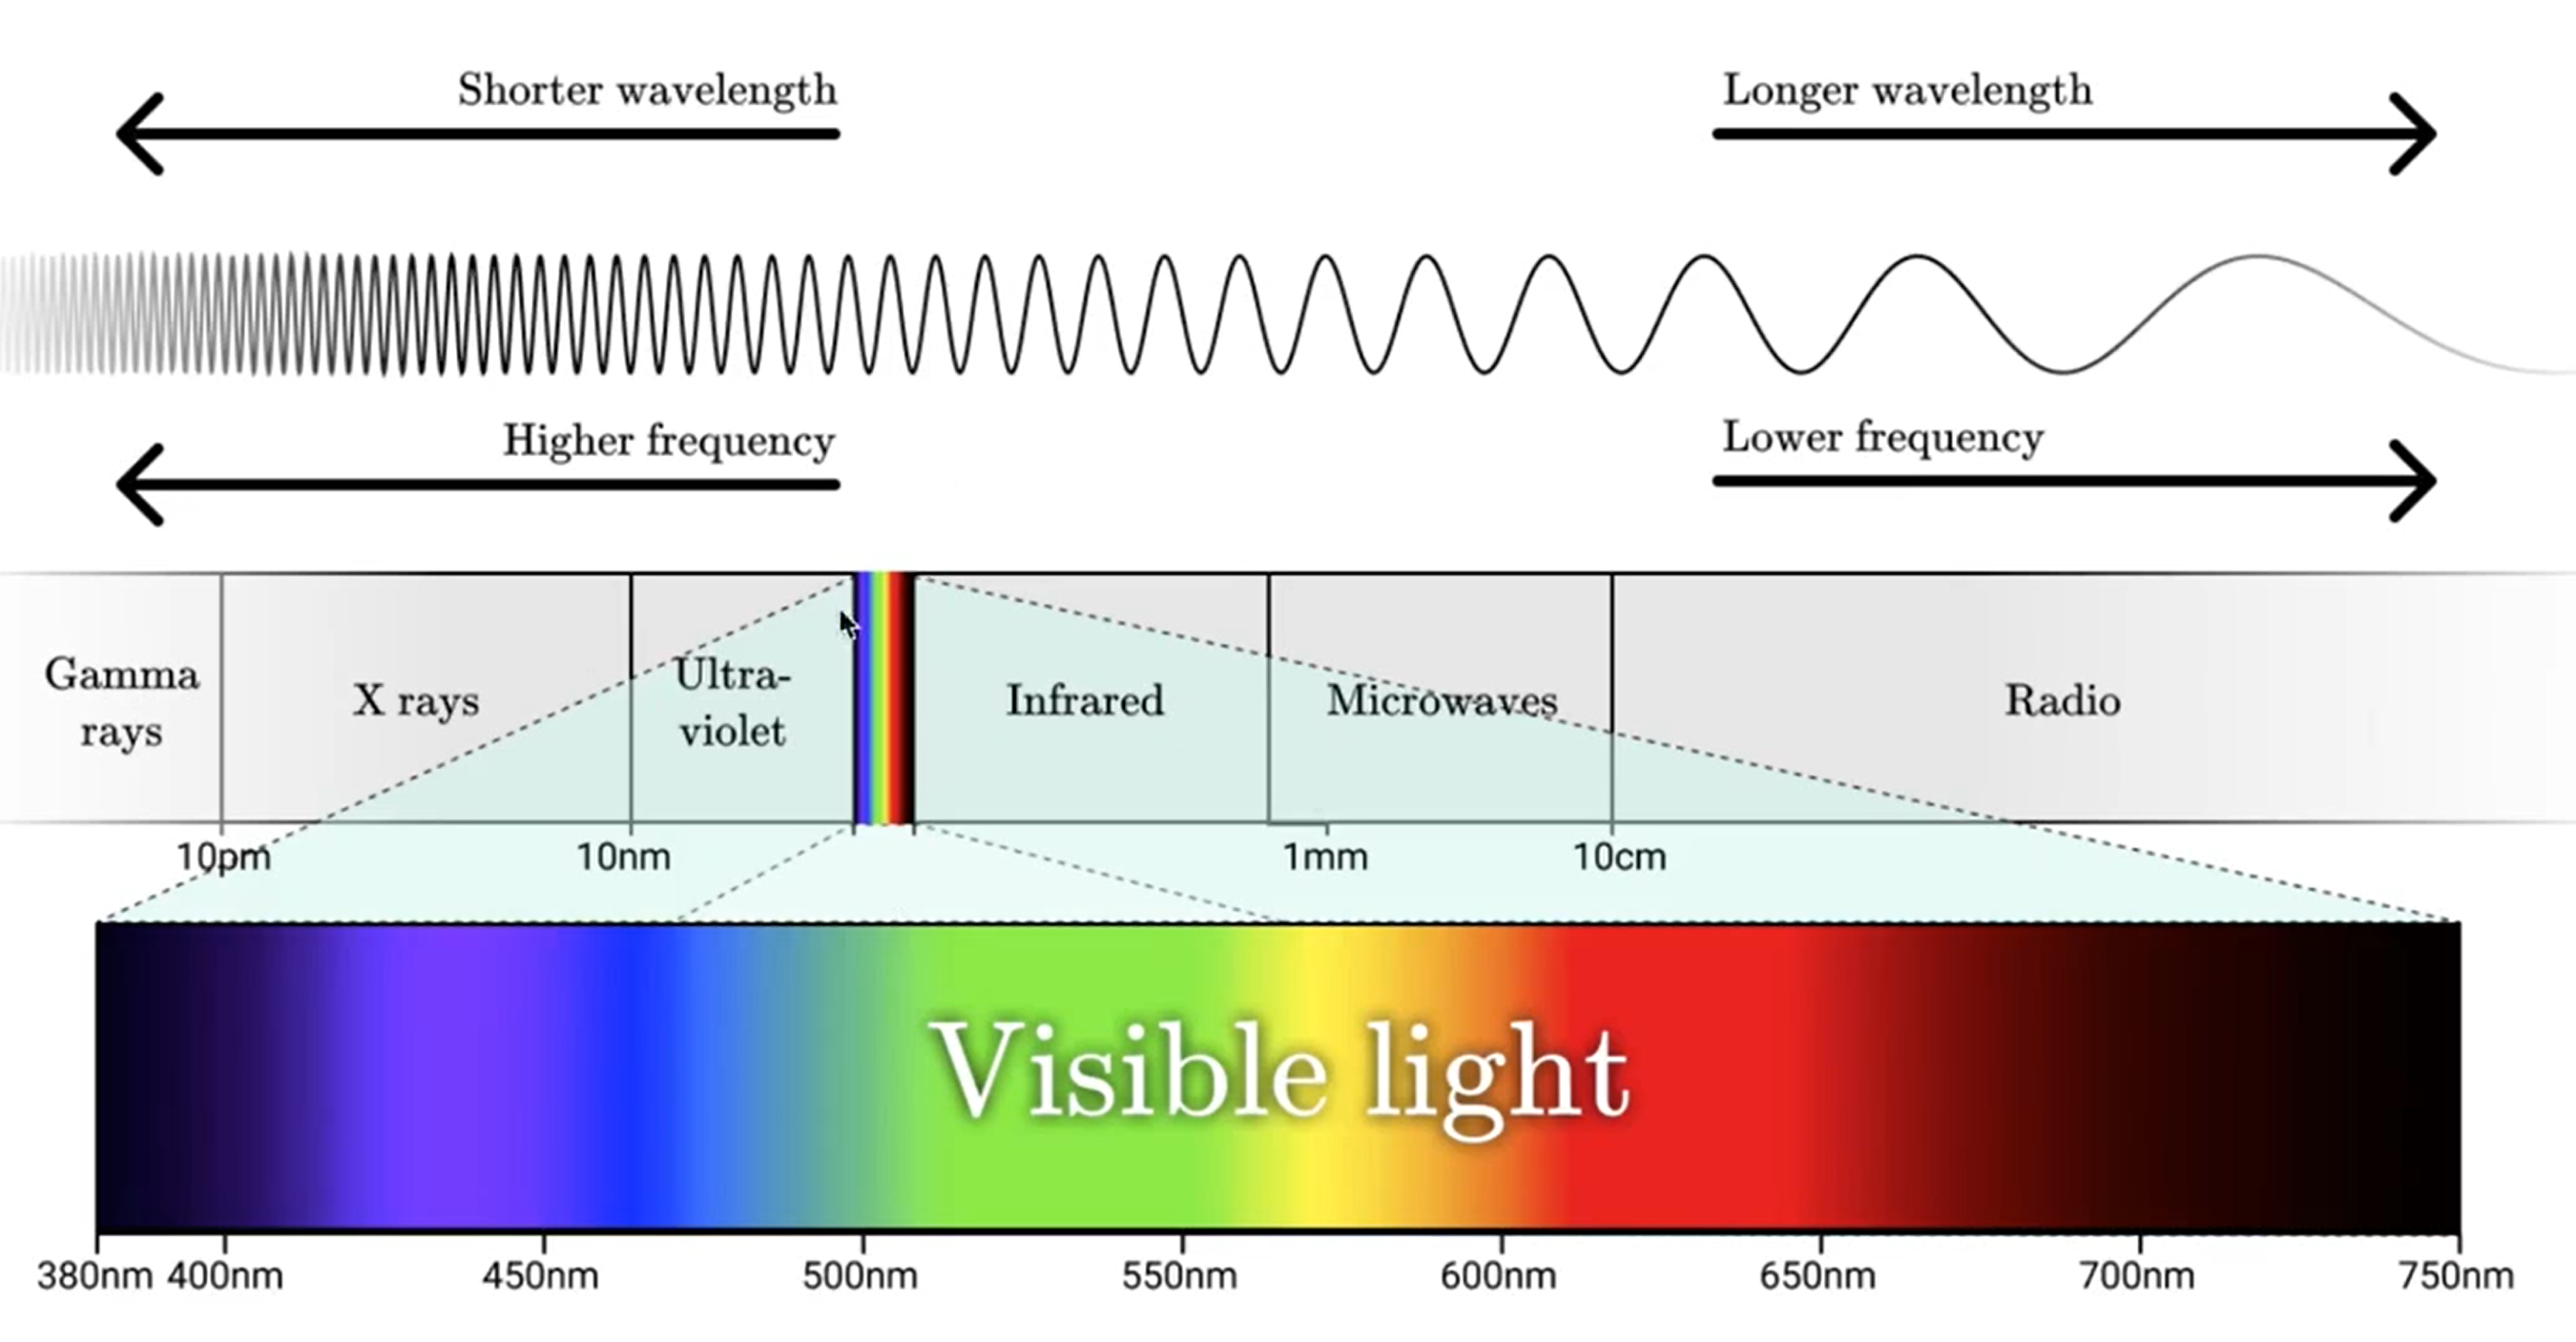 Shorter wavelength
Longer wavelength
Higher frequency
Lower frequency
Gamma
rays
X rays
Ultra-
violet
Infrared
Microwaves
Radio
10pm
10nm
1mm
10cm
Visible light
380nm
400nm
450nm
500nm
550nm
600nm
650nm
700nm
750nm